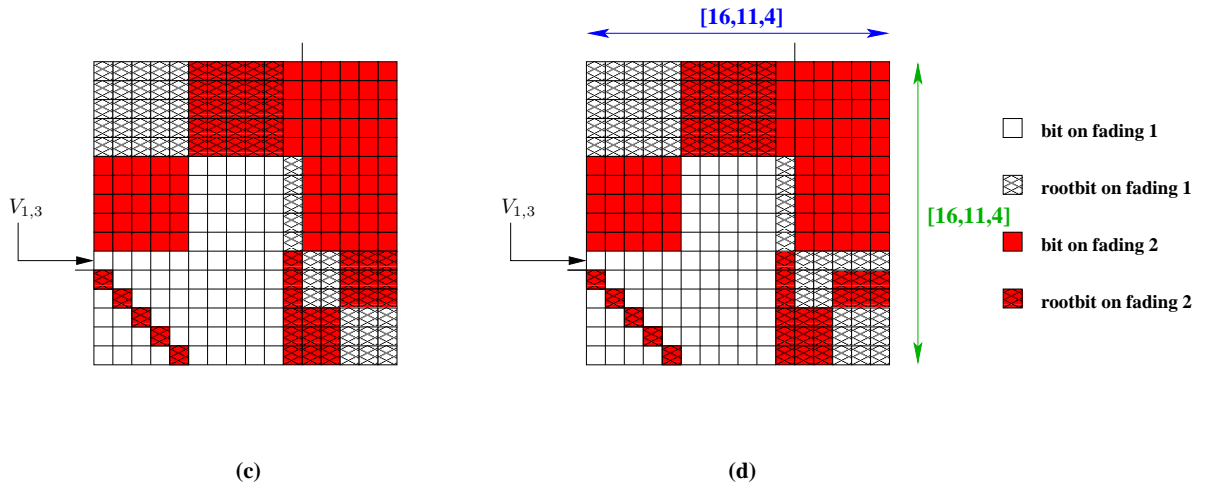 [16,11,4]
V1,3
V1,3
[16,11,4]
bit on fading 1
rootbit on fading 1
bit on fading 2
rootbit on fading 2
(c)
(d)